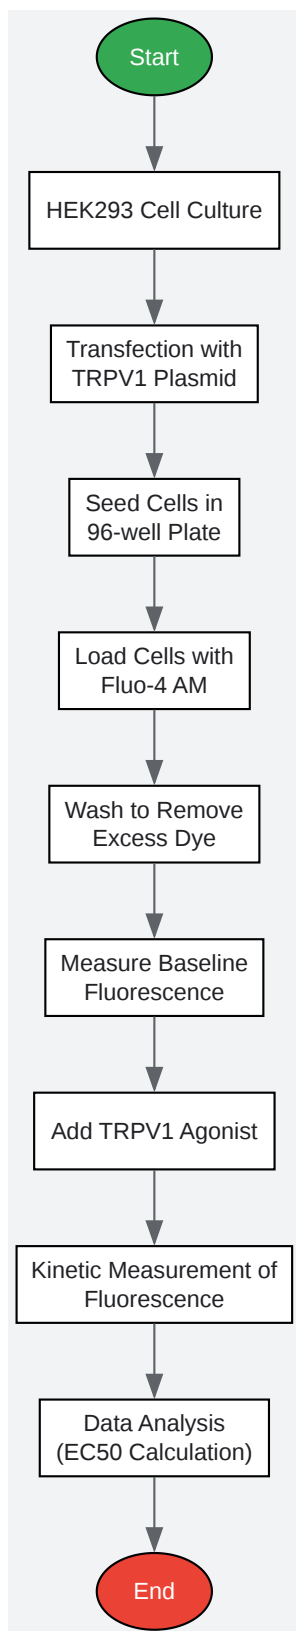 Start
HEK293 Cell Culture
Transfection with
TRPV1 Plasmid
Seed Cells in
96-well Plate
Load Cells with
Fluo-4 AM
Wash to Remove
Excess Dye
Measure Baseline
Fluorescence
Add TRPV1 Agonist
Kinetic Measurement of
Fluorescence
Data Analysis
(EC50 Calculation)
End